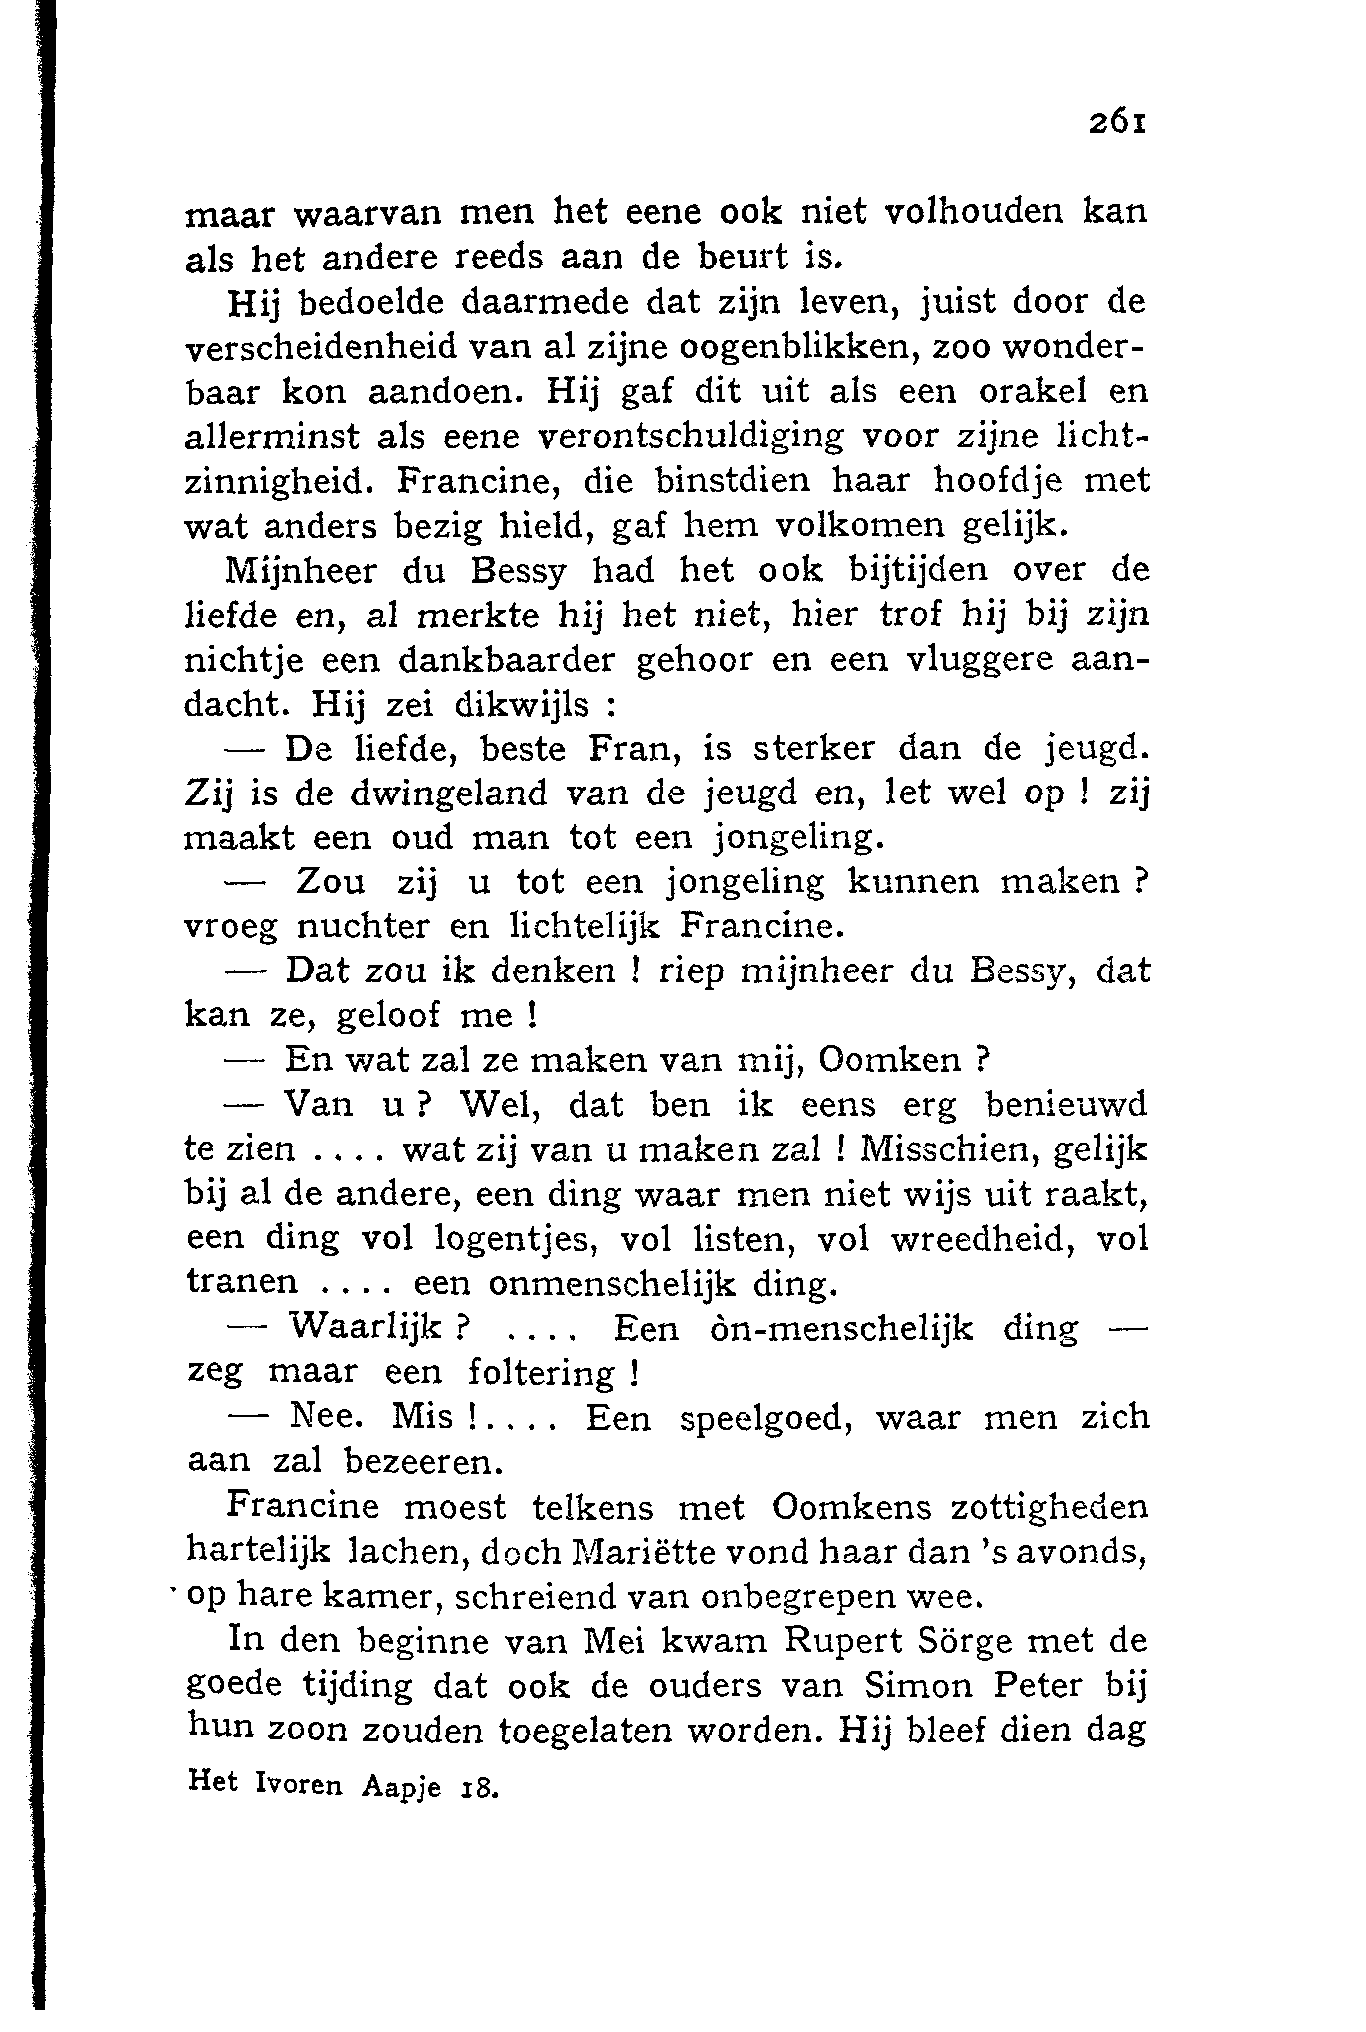 261
maar waarvan men het eene ook niet volhouden kan
als het andere reeds aan de beurt is.
Hij bedoelde daarmede dat zijn leven, juist door de
verscheidenheid van al zijne oogenblikken, zoo wonder-
baar kon aandoen. Hij gaf dit uit als een orakel en
allerminst als eene verontschuldiging voor zijne licht-
zinnigheid. Francine, die binstdien haar hoofdje met
wat anders bezig hield, gaf hem volkomen gelijk.
Mijnheer du Bessy had het ook bijtijden over de
liefde en, al merkte hij het niet, hier trof hij bij zijn
nichtje een dankbaarder gehoor en een vluggere aan-
dacht. Hij zei dikwijls :
— De liefde, beste Fran, is sterker dan de jeugd.
Zij is de dwingeland van de jeugd en, let wel op ! zij
maakt een oud man tot een jongeling.
— Zou zij u tot een jongeling kunnen maken ?
vroeg nuchter en lichtelijk Francine.
— Dat zou ik denken ! riep mijnheer du Bessy, dat
kan ze, geloof me !
— En wat zal ze maken van mij, Oomken ?
— Van u ? Wel, dat ben ik eens erg benieuwd
te zien .... wat zij van u maken zal ! Misschien, gelijk
bij al de andere, een ding waar men niet wijs uit raakt,
een ding vol logentjes, vol listen, vol wreedheid, vol
tranen .... een onmenschelijk ding.
— Waarlijk ? .... Een òn-menschelijk ding —
zeg maar een foltering !
— Nee. Mis !.... Een speelgoed, waar men zich
aan zal bezeeren.
Francine moest telkens met Oomkens zottigheden
hartelijk lachen, doch Mariëtte vond haar dan 's avonds,
op hare kamer, schreiend van onbegrepen wee.
In den beginne van Mei kwam Rupert Sörge met de
goede tijding dat ook de ouders van Simon Peter bij
hun zoon zouden toegelaten worden. Hij bleef dien dag
Het Ivoren Aapje 18.